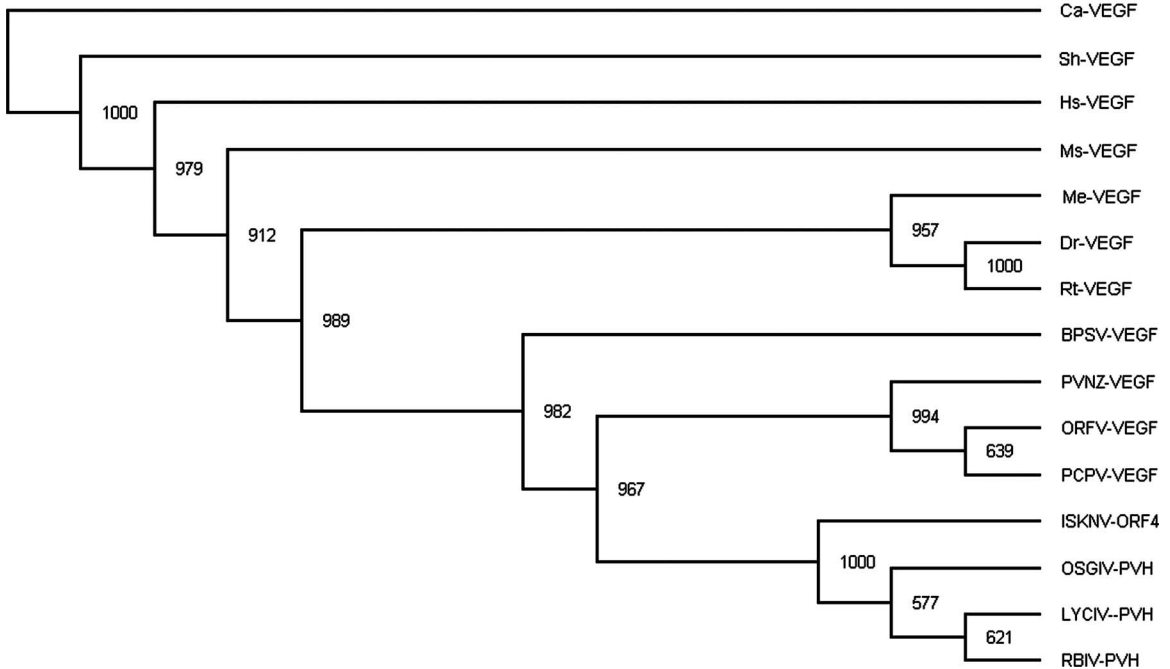 Ca-VEGF
Sh-VEGF
1000
Hs-VEGF
979
Ms-VEGF
912
Me-VEGF
957
Dr-VEGF
1000
Rt-VEGF
989
BPSV-VEGF
982
PVNZ-VEGF
994
ORFV-VEGF
639
PCPV-VEGF
967
ISKNV-ORF4
1000
OSGIV-PVH
577
LYCIV--PVH
621
RBIV-PVH